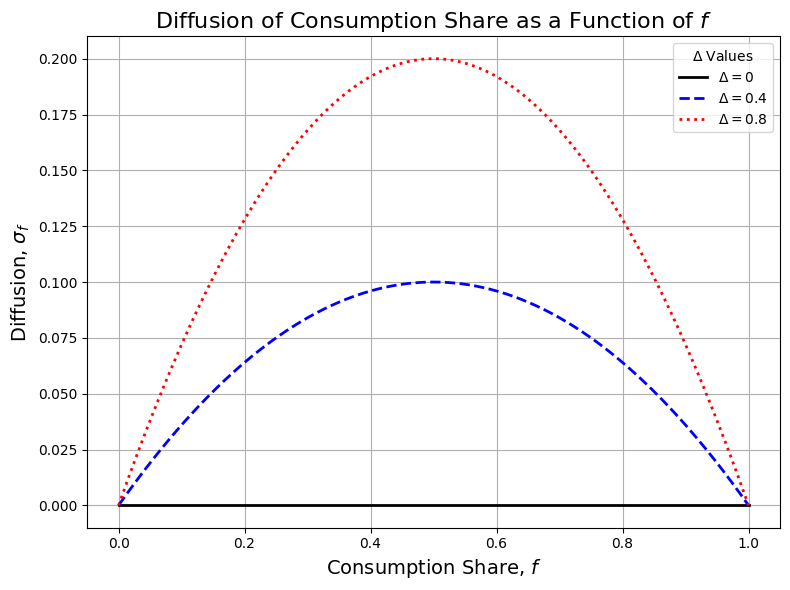 Diffusion of Consumption Share as a Function of f
Δ Values
Δ = 0
Δ = 0.4
Δ = 0.8
Diffusion, σ_f
0.200
0.175
0.150
0.125
0.100
0.075
0.050
0.025
0.000
0.0 0.2 0.4 0.6 0.8 1.0
Consumption Share, f